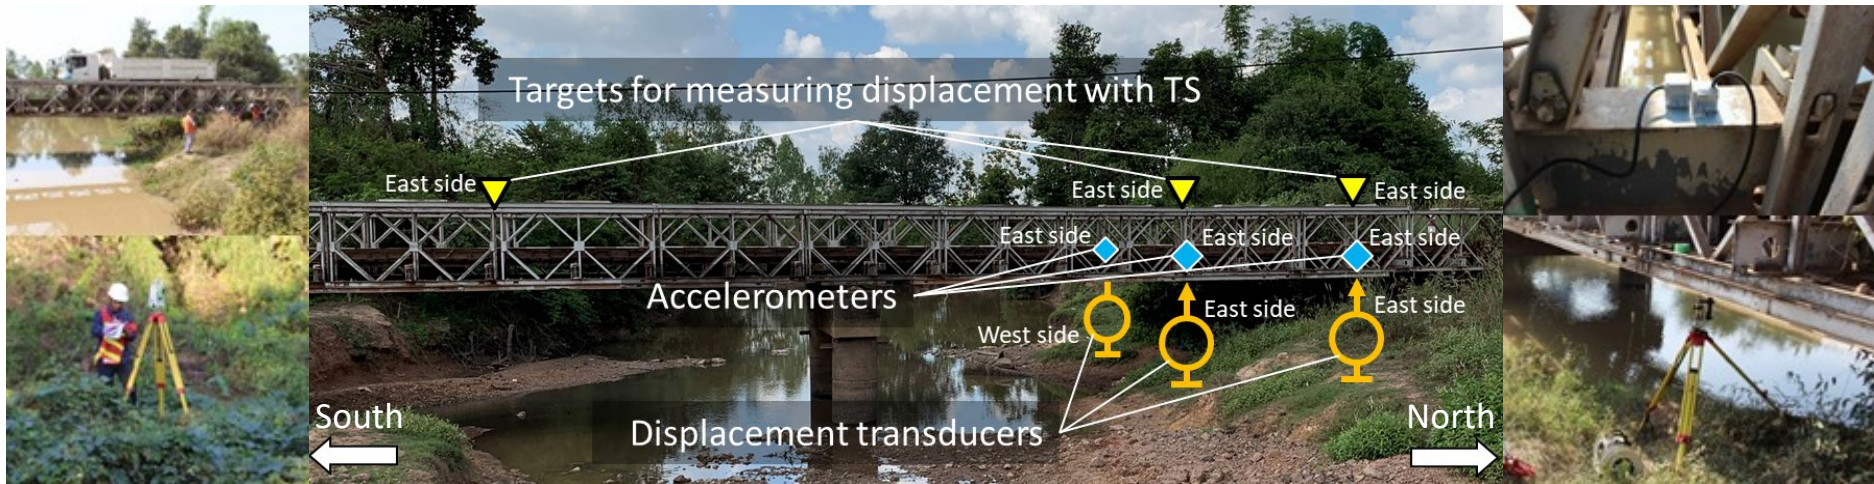 Targets for measuring displacement with TS
East side
East side
East side
East side
East side
East side
Accelerometers
East side
East side
West side
South
North
Displacement transducers